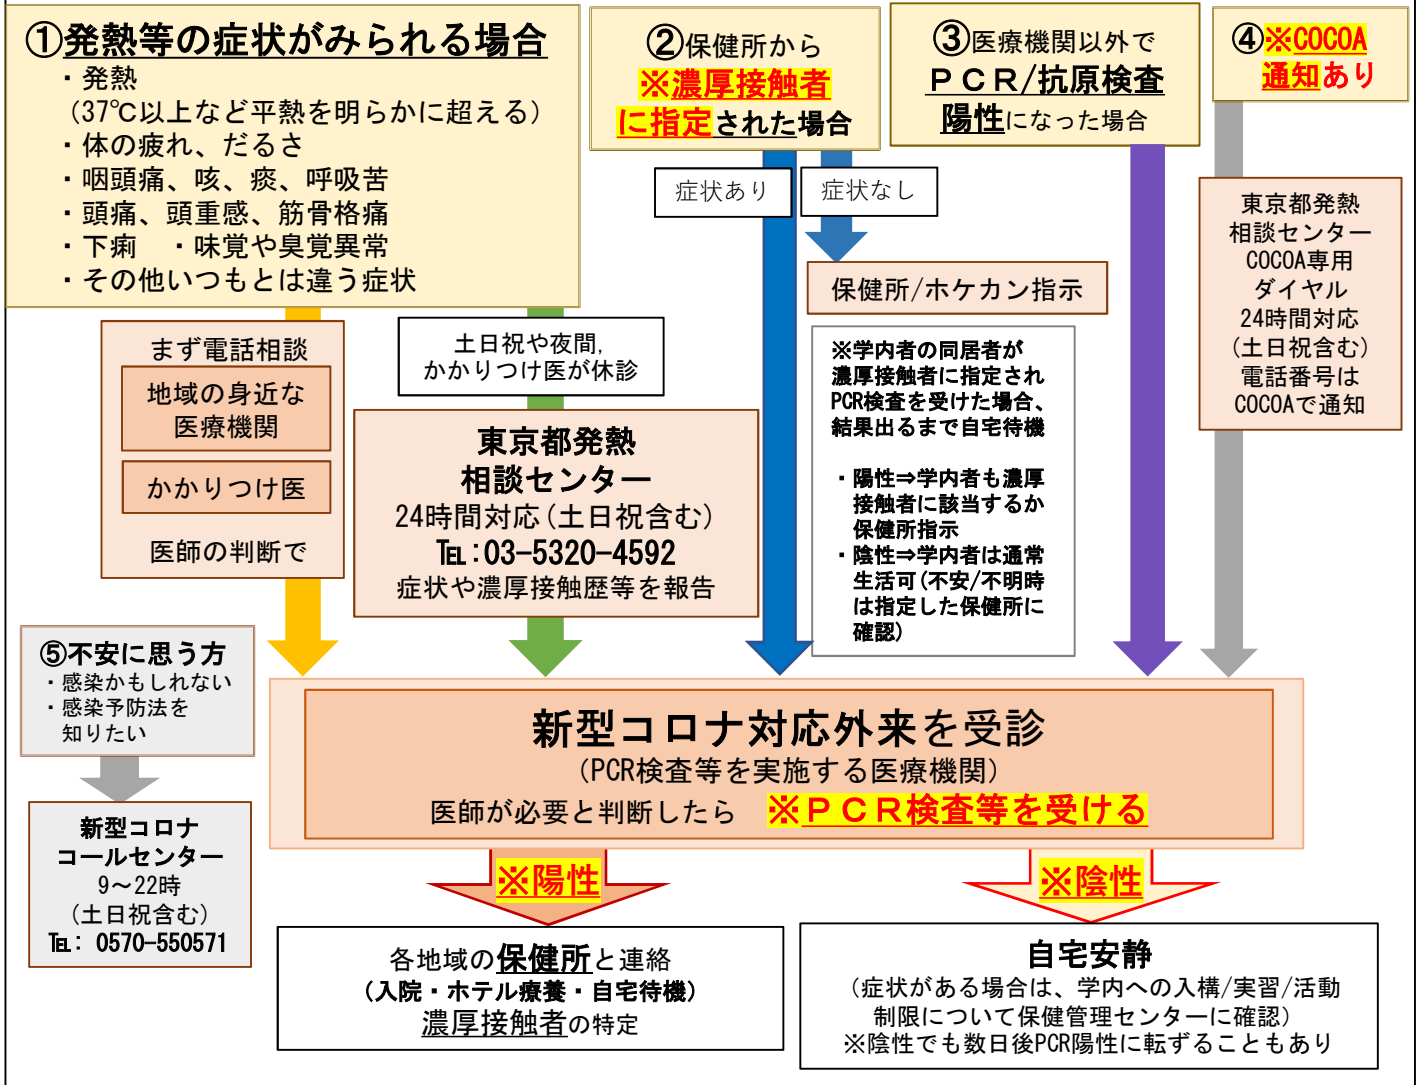 ①発熱等の症状がみられる場合
・発熱
(37℃以上など平熱を明らかに超える)
・体の疲れ、だるさ
・咽頭痛、咳、痰、呼吸苦
・頭痛、頭重感、筋骨格痛
・下痢　・味覚や臭覚異常
・その他いつもとは違う症状
②保健所から
※濃厚接触者
に指定された場合
③医療機関以外で
ＰＣＲ/抗原検査
陽性になった場合
④※COCOA
通知あり
症状あり
症状なし
保健所/ホケカン指示
東京都発熱
相談センター
COCOA専用
ダイヤル
24時間対応
(土日祝含む)
電話番号は
COCOAで通知
まず電話相談
地域の身近な
医療機関
かかりつけ医
医師の判断で
土日祝や夜間,
かかりつけ医が休診
東京都発熱
相談センター
24時間対応(土日祝含む)
℡:03-5320-4592
症状や濃厚接触歴等を報告
※学内者の同居者が
濃厚接触者に指定され
PCR検査を受けた場合、
結果出るまで自宅待機
・陽性⇒学内者も濃厚
接触者に該当するか
保健所指示
・陰性⇒学内者は通常
生活可(不安/不明時
は指定した保健所に
確認)
⑤不安に思う方
・感染かもしれない
・感染予防法を
知りたい
新型コロナ
コールセンター
9～22時
(土日祝含む)
℡: 0570-550571
新型コロナ対応外来を受診
(PCR検査等を実施する医療機関)
医師が必要と判断したら　※ＰＣＲ検査等を受ける
※陽性
※陰性
各地域の保健所と連絡
(入院・ホテル療養・自宅待機)
濃厚接触者の特定
自宅安静
(症状がある場合は、学内への入構/実習/活動
制限について保健管理センターに確認)
※陰性でも数日後PCR陽性に転ずることもあり